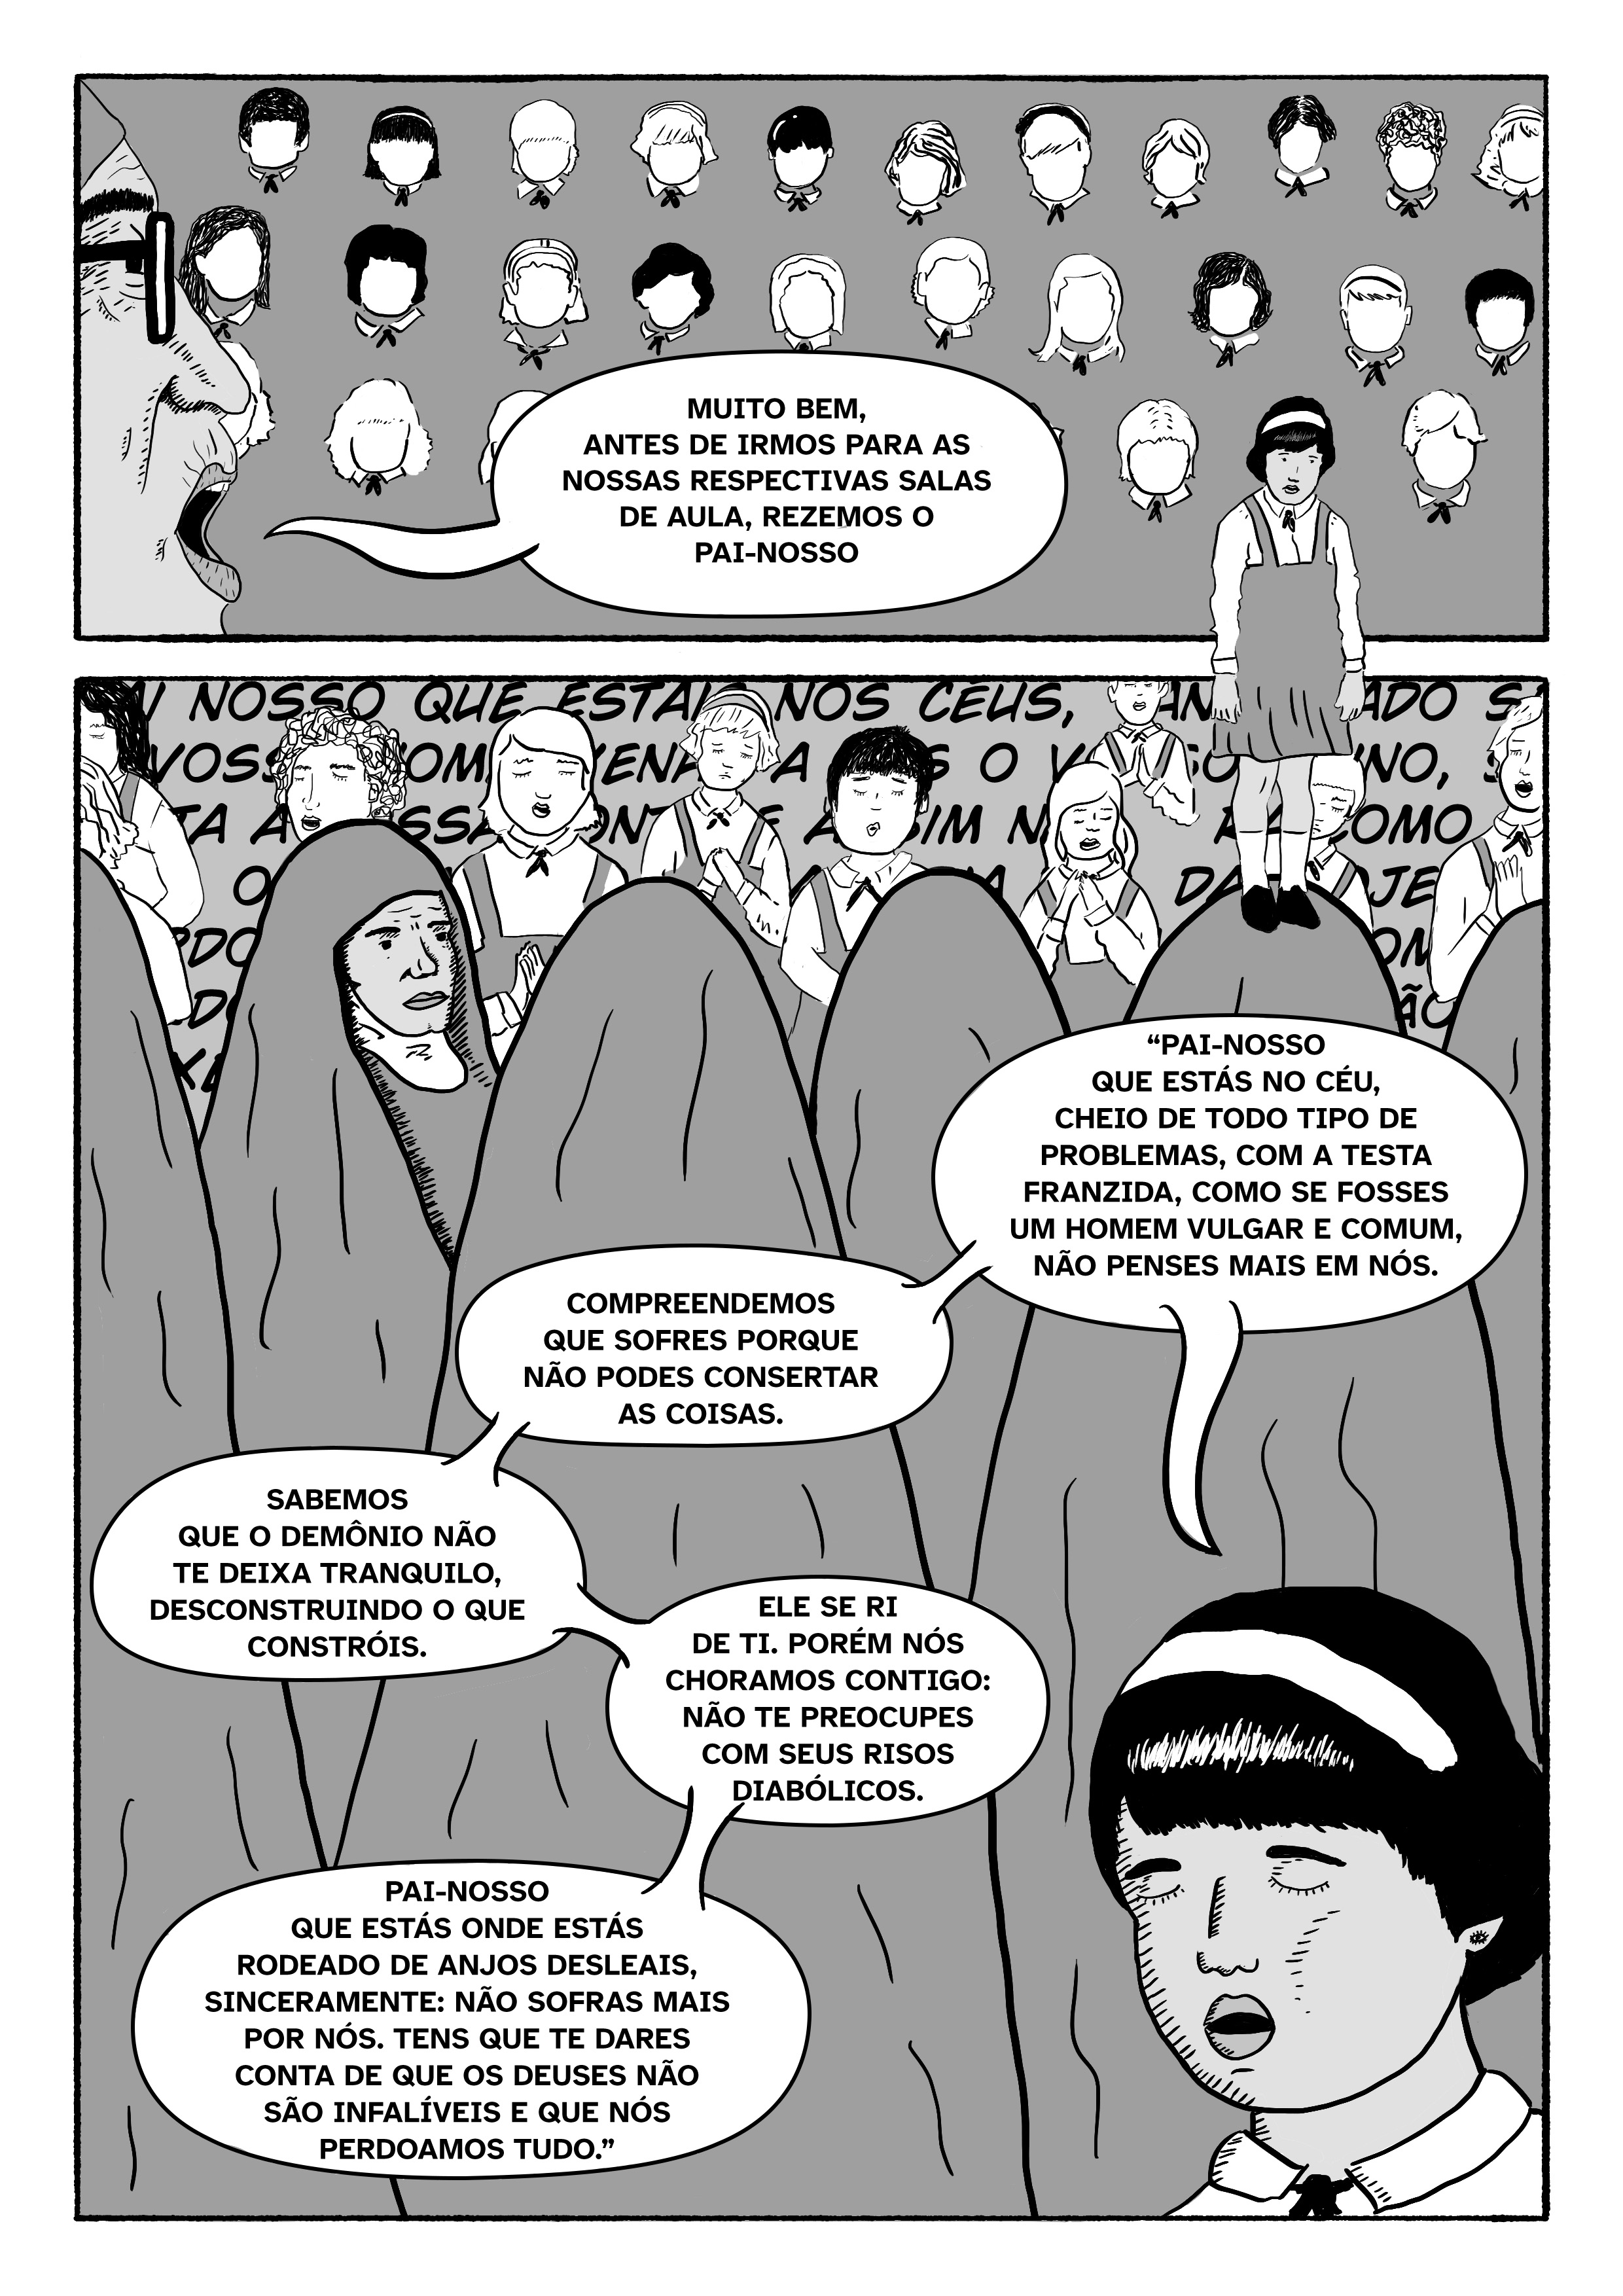 MUITO BEM,
ANTES DE IRMOS PARA AS
NOSSAS RESPECTIVAS SALAS
DE AULA, REZEMOS O
PAI-NOSSO
NOSSO QUE ESTAIS NOS CÉUS,
“PAI-NOSSO
QUE ESTÁS NO CÉU,
CHEIO DE TODO TIPO DE
PROBLEMAS, COM A TESTA
FRANZIDA, COMO SE FOSSES
UM HOMEM VULGAR E COMUM,
NÃO PENSES MAIS EM NÓS.
COMPREENDEMOS
QUE SOFRES PORQUE
NÃO PODES CONSERTAR
AS COISAS.
SABEMOS
QUE O DEMÔNIO NÃO
TE DEIXA TRANQUILO,
DESCONSTRUINDO O QUE
CONSTRÓIS.
ELE SE RI
DE TI. PORÉM NÓS
CHORAMOS CONTIGO:
NÃO TE PREOCUPES
COM SEUS RISOS
DIABÓLICOS.
PAI-NOSSO
QUE ESTÁS ONDE ESTÁS
RODEADO DE ANJOS DESLEAIS,
SINCERAMENTE: NÃO SOFRAS MAIS
POR NÓS. TENS QUE TE DARES
CONTA DE QUE OS DEUSES NÃO
SÃO INFALÍVEIS E QUE NÓS
PERDOAMOS TUDO.”